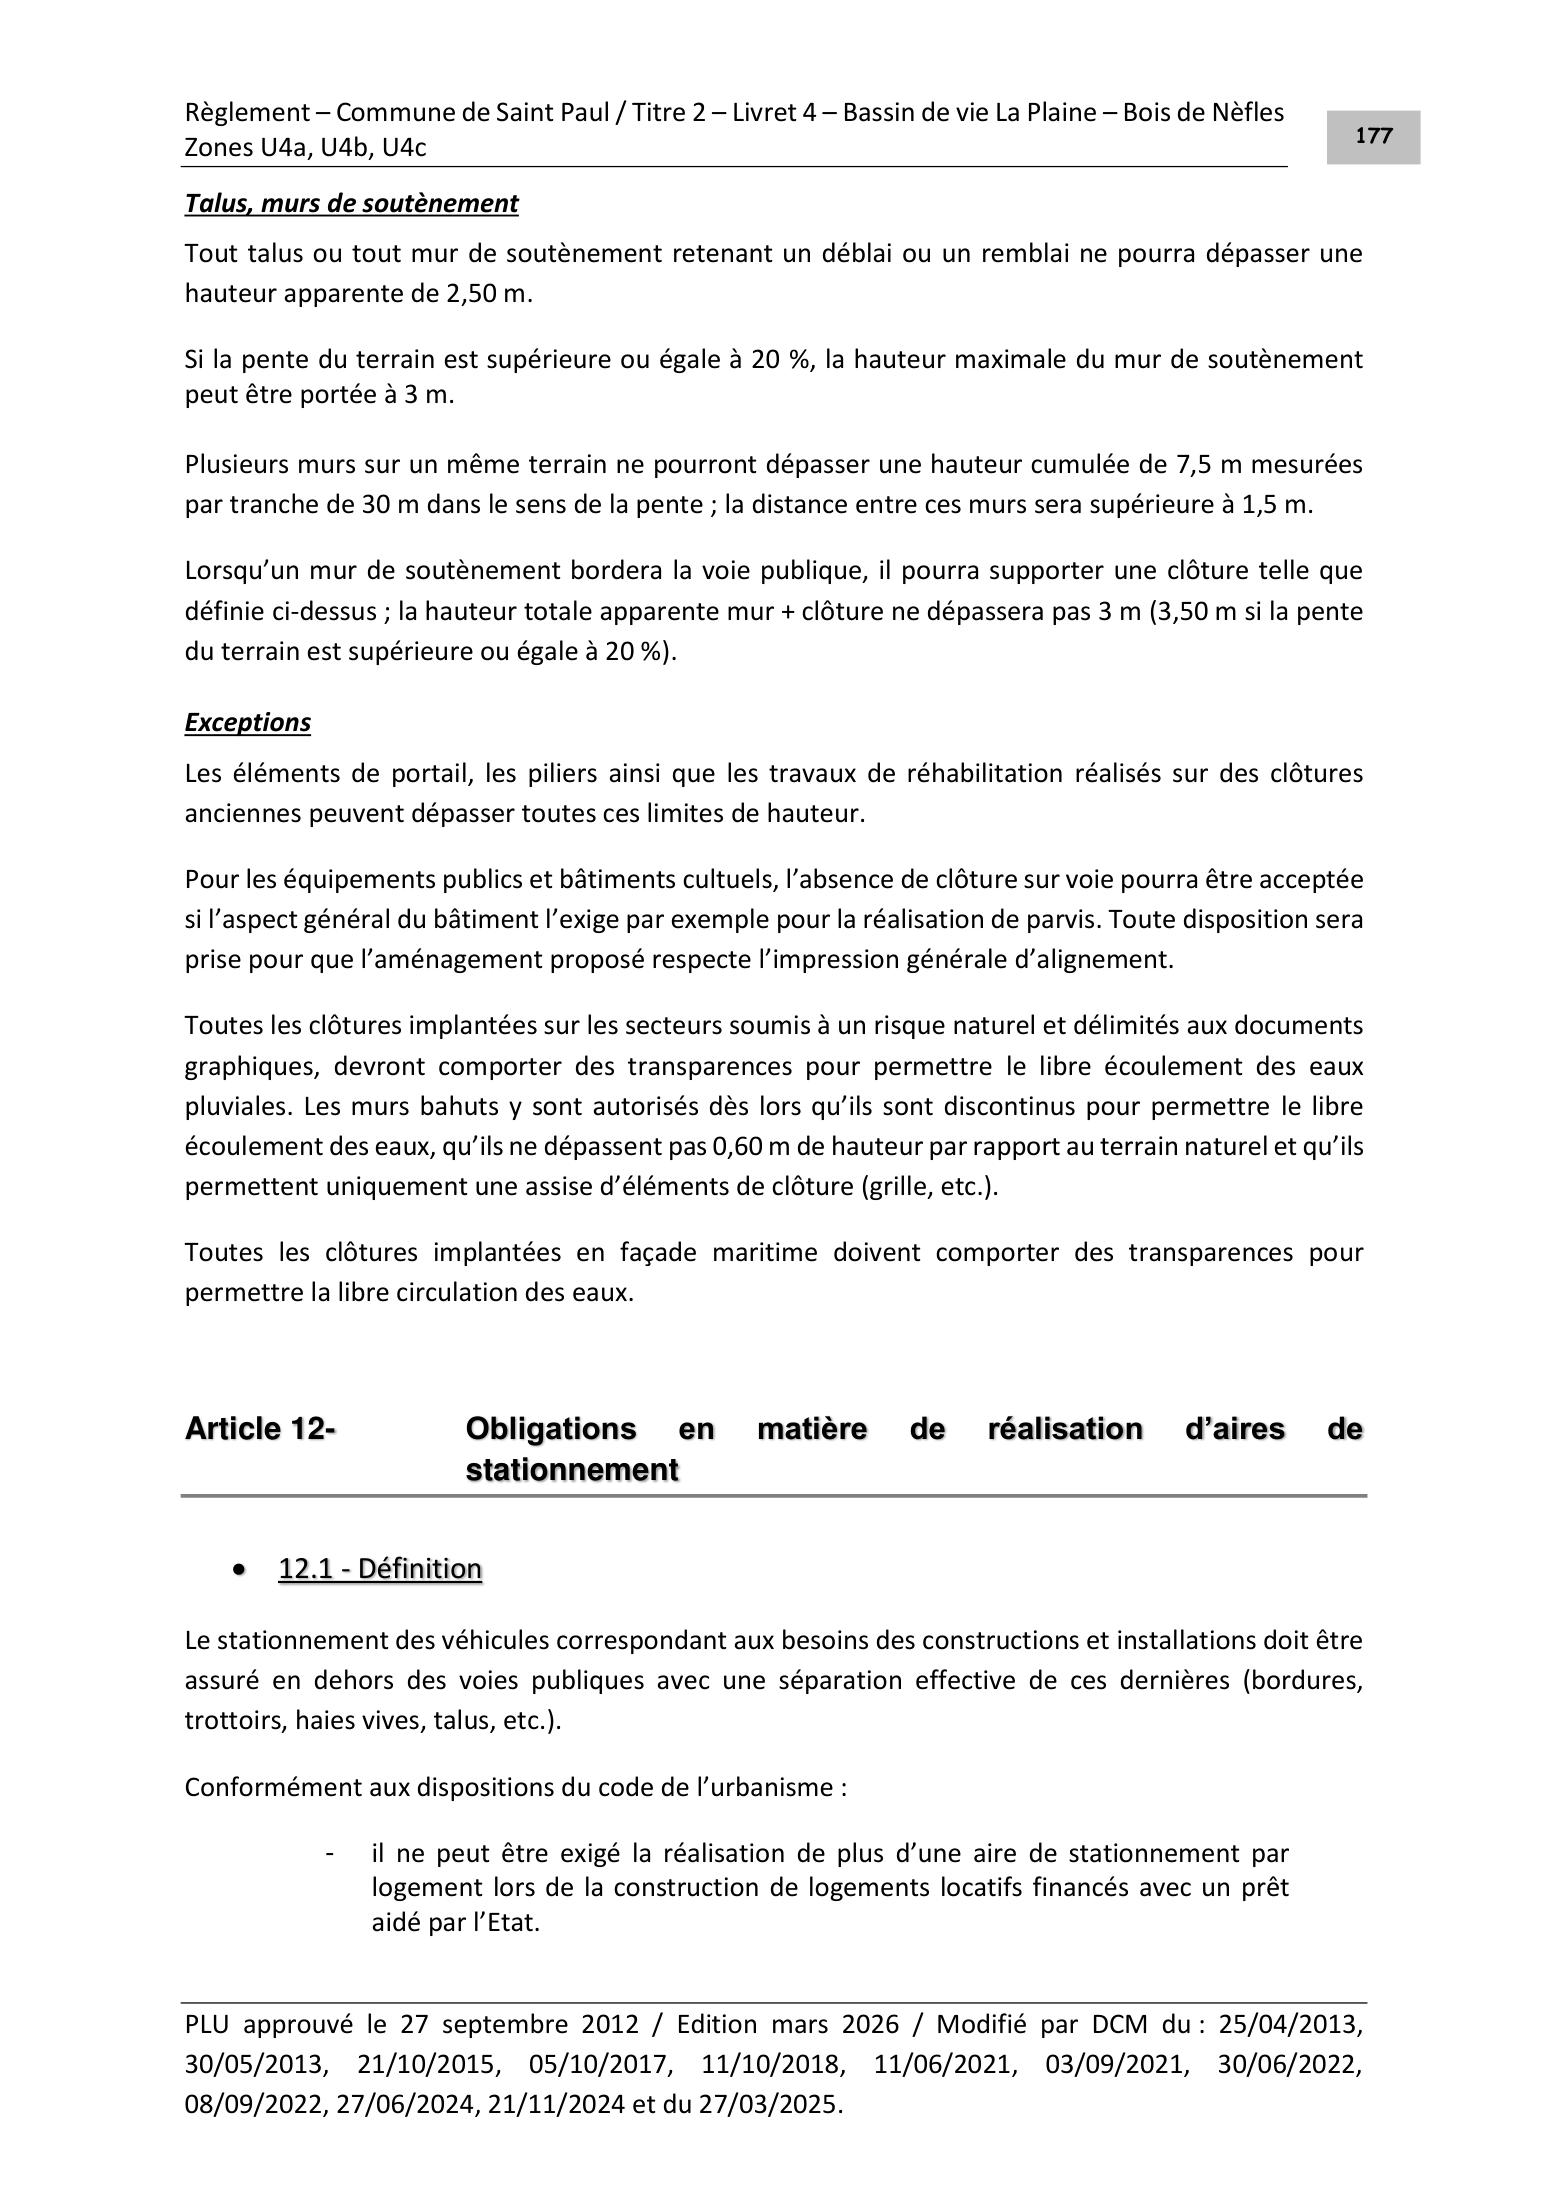 Règlement – Commune de Saint Paul / Titre 2 – Livret 4 – Bassin de vie La Plaine – Bois de Nèfles
Zones U4a, U4b, U4c
177
Talus, murs de soutènement
Tout talus ou tout mur de soutènement retenant un déblai ou un remblai ne pourra dépasser une
hauteur apparente de 2,50 m.
Si la pente du terrain est supérieure ou égale à 20 %, la hauteur maximale du mur de soutènement
peut être portée à 3 m.
Plusieurs murs sur un même terrain ne pourront dépasser une hauteur cumulée de 7,5 m mesurées
par tranche de 30 m dans le sens de la pente ; la distance entre ces murs sera supérieure à 1,5 m.
Lorsqu’un mur de soutènement bordera la voie publique, il pourra supporter une clôture telle que
définie ci-dessus ; la hauteur totale apparente mur + clôture ne dépassera pas 3 m (3,50 m si la pente
du terrain est supérieure ou égale à 20 %).
Exceptions
Les éléments de portail, les piliers ainsi que les travaux de réhabilitation réalisés sur des clôtures
anciennes peuvent dépasser toutes ces limites de hauteur.
Pour les équipements publics et bâtiments cultuels, l’absence de clôture sur voie pourra être acceptée
si l’aspect général du bâtiment l’exige par exemple pour la réalisation de parvis. Toute disposition sera
prise pour que l’aménagement proposé respecte l’impression générale d’alignement.
Toutes les clôtures implantées sur les secteurs soumis à un risque naturel et délimités aux documents
graphiques, devront comporter des transparences pour permettre le libre écoulement des eaux
pluviales. Les murs bahuts y sont autorisés dès lors qu’ils sont discontinus pour permettre le libre
écoulement des eaux, qu’ils ne dépassent pas 0,60 m de hauteur par rapport au terrain naturel et qu’ils
permettent uniquement une assise d’éléments de clôture (grille, etc.).
Toutes les clôtures implantées en façade maritime doivent comporter des transparences pour
permettre la libre circulation des eaux.
Article 12- Obligations en matière de réalisation d’aires de
stationnement
• 12.1 - Définition
Le stationnement des véhicules correspondant aux besoins des constructions et installations doit être
assuré en dehors des voies publiques avec une séparation effective de ces dernières (bordures,
trottoirs, haies vives, talus, etc.).
Conformément aux dispositions du code de l’urbanisme :
- il ne peut être exigé la réalisation de plus d’une aire de stationnement par
logement lors de la construction de logements locatifs financés avec un prêt
aidé par l’Etat.
PLU approuvé le 27 septembre 2012 / Edition mars 2026 / Modifié par DCM du : 25/04/2013,
30/05/2013, 21/10/2015, 05/10/2017, 11/10/2018, 11/06/2021, 03/09/2021, 30/06/2022,
08/09/2022, 27/06/2024, 21/11/2024 et du 27/03/2025.